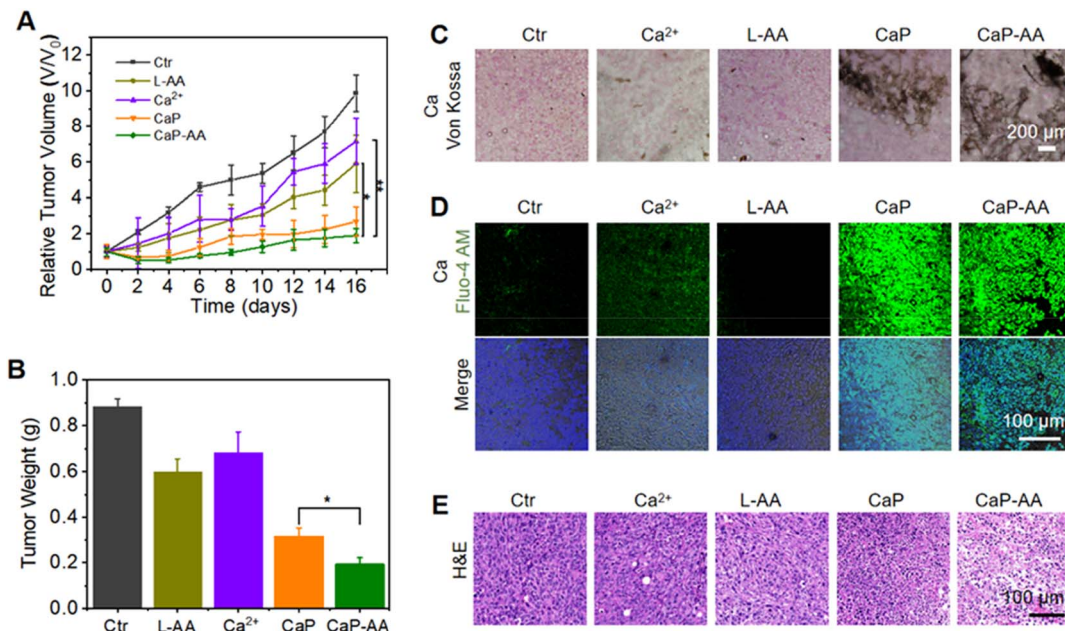 A
Relative Tumor Volume (V/V₀)
12
10
8
6
4
2
0
Ctr
L-AA
Ca²⁺
CaP
CaP-AA
*
**
0 2 4 6 8 10 12 14 16
Time (days)
B
Tumor Weight (g)
1.0
0.8
0.6
0.4
0.2
0.0
*
Ctr L-AA Ca²⁺ CaP CaP-AA
C
Ctr Ca²⁺ L-AA CaP CaP-AA
Ca
Von Kossa
200 µm
D
Ctr Ca²⁺ L-AA CaP CaP-AA
Ca
Fluo-4 AM
Merge
100 µm
E
Ctr Ca²⁺ L-AA CaP CaP-AA
H&E
100 µm